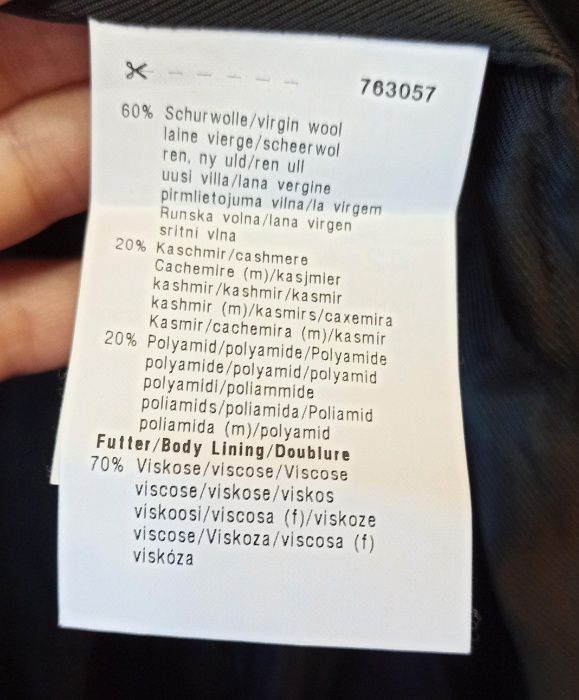 763057
60% Schurwolle/virgin wool
laine vierge/scheerwol
ren, ny uld/ren ull
uusi villa/lana vergine
pirmlietojuma vilna/la virgem
Runska volna/lana virgen
sritni vlna
20% Kaschmir/cashmere
Cachemire (m)/kasjmier
kashmir/kashmir/kasmir
kashmir (m)/kasmirs/caxemira
Kasmir/cachemira (m)/kasmir
20% Polyamid/polyamide/Polyamide
polyamide/polyamid/polyamid
polyamidi/poliammide
poliamids/poliamida/Poliamid
poliamida (m)/polyamid
Futter/Body Lining/Doublure
70% Viskose/viscose/Viscose
viscose/viskose/viskos
viskoosi/viscosa (f)/viskoze
viscose/Viskoza/viscosa (f)
viskóza